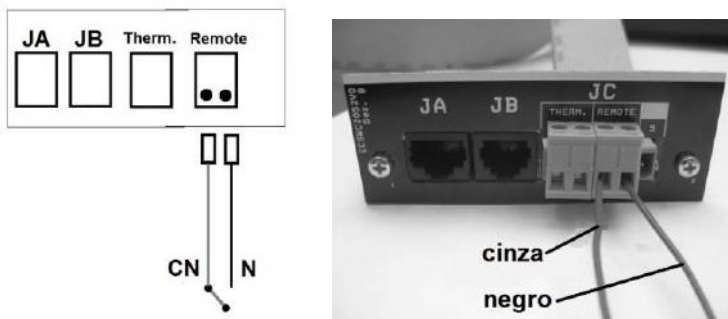 JA JB Therm. Remote
CN N
JA JB JC
THERM. REMOTE S
cinza
negro